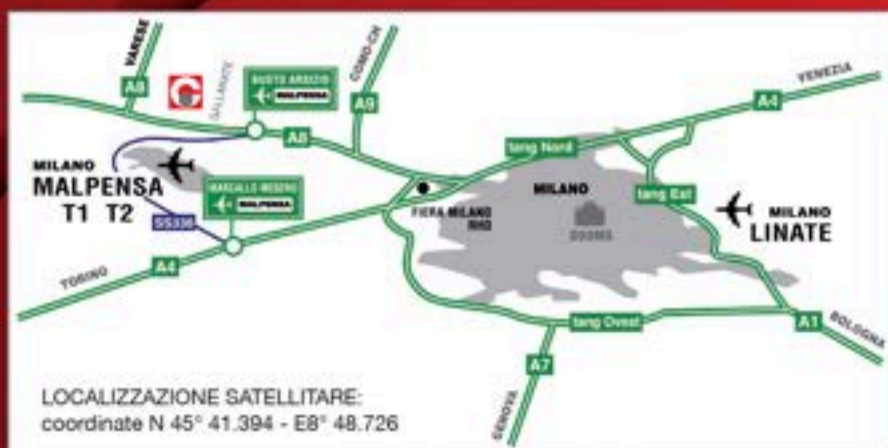 VARESE
COMO-CH
VENEZIA
A8
GALLARATE
BUSTO ARSIZIO
MALPENSA
A9
A4
A8
tang Nord
MILANO
MALPENSA
T1 T2
MARCALLO MESERO
MALPENSA
SS336
FIERA MILANO
RHO
MILANO
DUOMO
tang Est
MILANO
LINATE
TORINO
A4
tang Ovest
A1
BOLOGNA
A7
GENOVA
LOCALIZZAZIONE SATELLITARE:
coordinate N 45° 41.394 - E8° 48.726